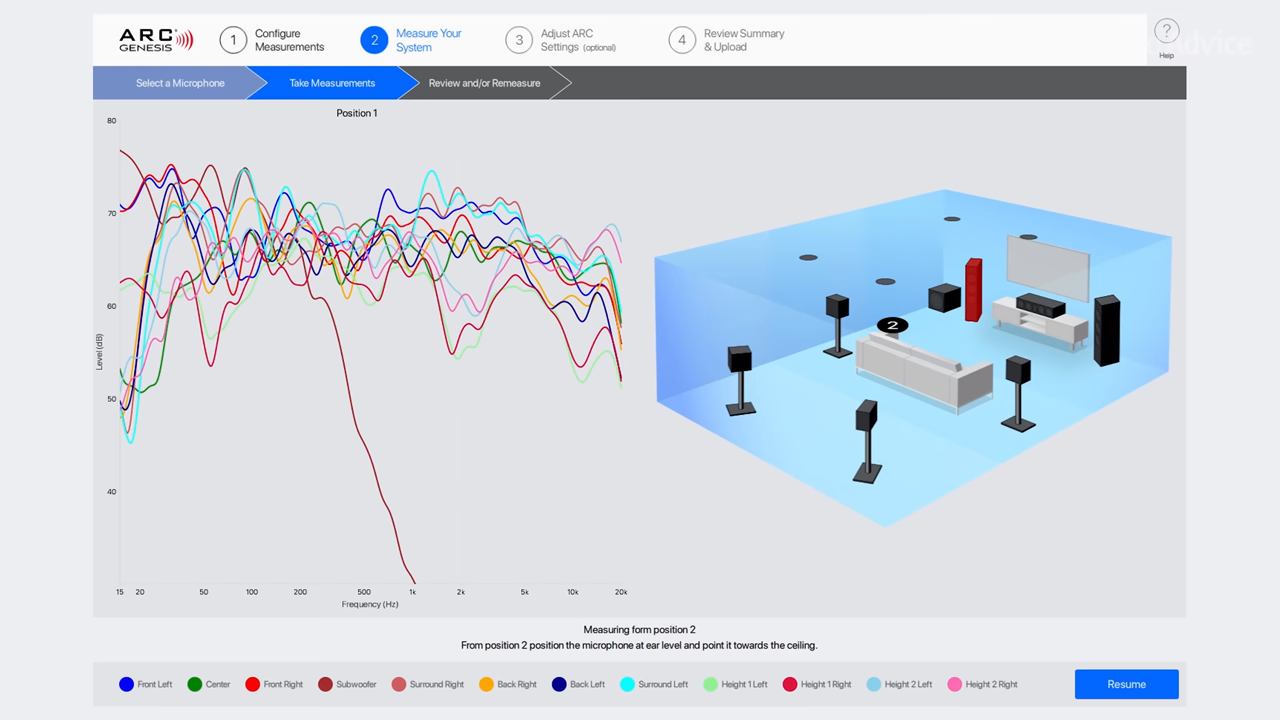 ARC
GENESIS
1
Configure
Measurements
2
Measure Your
System
3
Adjust ARC
Settings (optional)
4
Review Summary
& Upload
?
Help
Advice
Select a Microphone
Take Measurements
Review and/or Remeasure
Position 1
80
70
60
50
40
Level (dB)
15 20 50 100 200 500 1k 2k 5k 10k 20k
Frequency (Hz)
2
Measuring form position 2
From position 2 position the microphone at ear level and point it towards the ceiling.
Front Left
Center
Front Right
Subwoofer
Surround Right
Back Right
Back Left
Surround Left
Height 1 Left
Height 1 Right
Height 2 Left
Height 2 Right
Resume